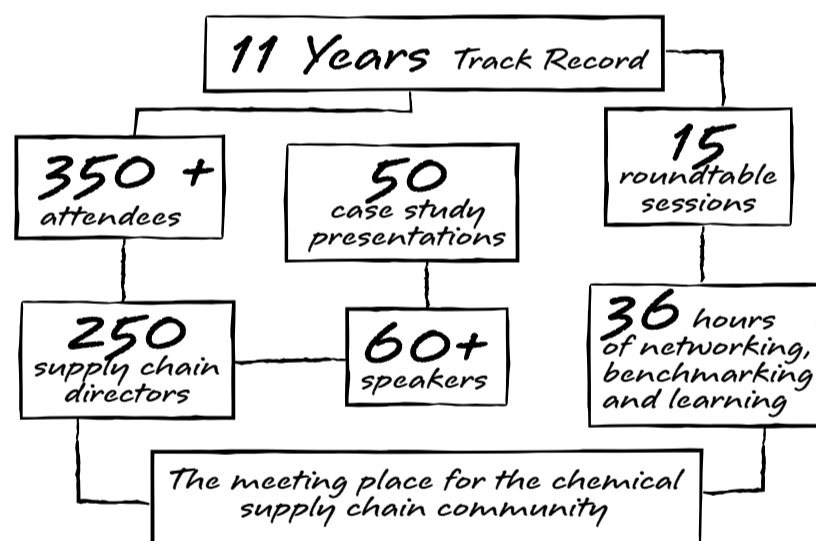 11 Years Track Record
350 +
attendees
50
case study
presentations
15
roundtable
sessions
250
supply chain
directors
60+
speakers
36 hours
of networking,
benchmarking
and learning
The meeting place for the chemical
supply chain community